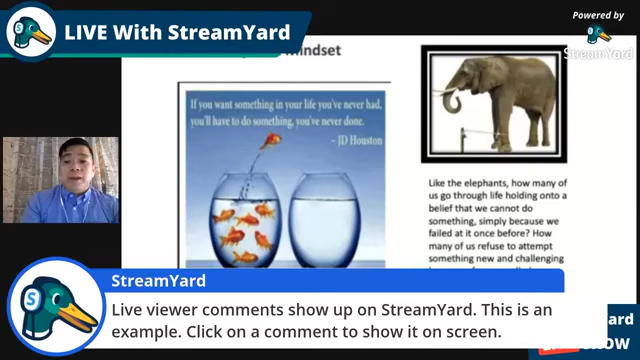 LIVE With StreamYard
Powered by
StreamYard
Mindset
If you want something in your life you've never had,
you'll have to do something, you've never done.
~ JD Houston
Like the elephants, how many of
us go through life holding onto a
belief that we cannot do
something, simply because we
failed at it once before? How
many of us refuse to attempt
something new and challenging
StreamYard
Live viewer comments show up on StreamYard. This is an
example. Click on a comment to show it on screen.